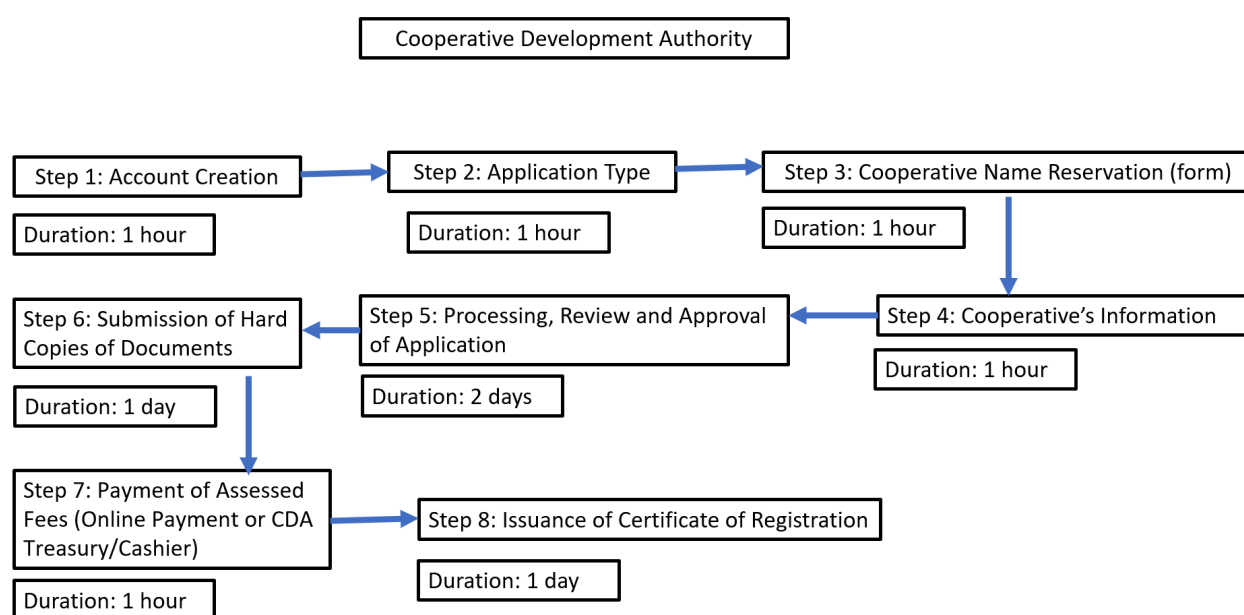 Cooperative Development Authority
Step 1: Account Creation
Duration: 1 hour
Step 2: Application Type
Duration: 1 hour
Step 3: Cooperative Name Reservation (form)
Duration: 1 hour
Step 4: Cooperative’s Information
Duration: 1 hour
Step 5: Processing, Review and Approval
of Application
Duration: 2 days
Step 6: Submission of Hard
Copies of Documents
Duration: 1 day
Step 7: Payment of Assessed
Fees (Online Payment or CDA
Treasury/Cashier)
Duration: 1 hour
Step 8: Issuance of Certificate of Registration
Duration: 1 day